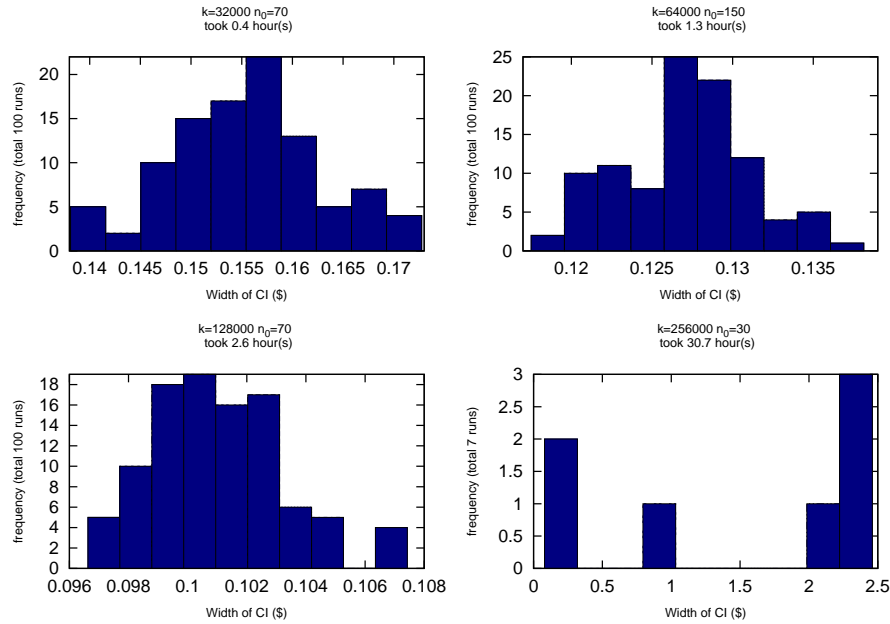 k=32000 n₀=70
took 0.4 hour(s)
frequency (total 100 runs)
20
15
10
5
0
0.14 0.145 0.15 0.155 0.16 0.165 0.17
Width of CI ($)
k=64000 n₀=150
took 1.3 hour(s)
frequency (total 100 runs)
25
20
15
10
5
0
0.12 0.125 0.13 0.135
Width of CI ($)
k=128000 n₀=70
took 2.6 hour(s)
frequency (total 100 runs)
18
16
14
12
10
8
6
4
2
0
0.096 0.098 0.1 0.102 0.104 0.106 0.108
Width of CI ($)
k=256000 n₀=30
took 30.7 hour(s)
frequency (total 7 runs)
3
2.5
2
1.5
1
0.5
0
0 0.5 1 1.5 2 2.5
Width of CI ($)